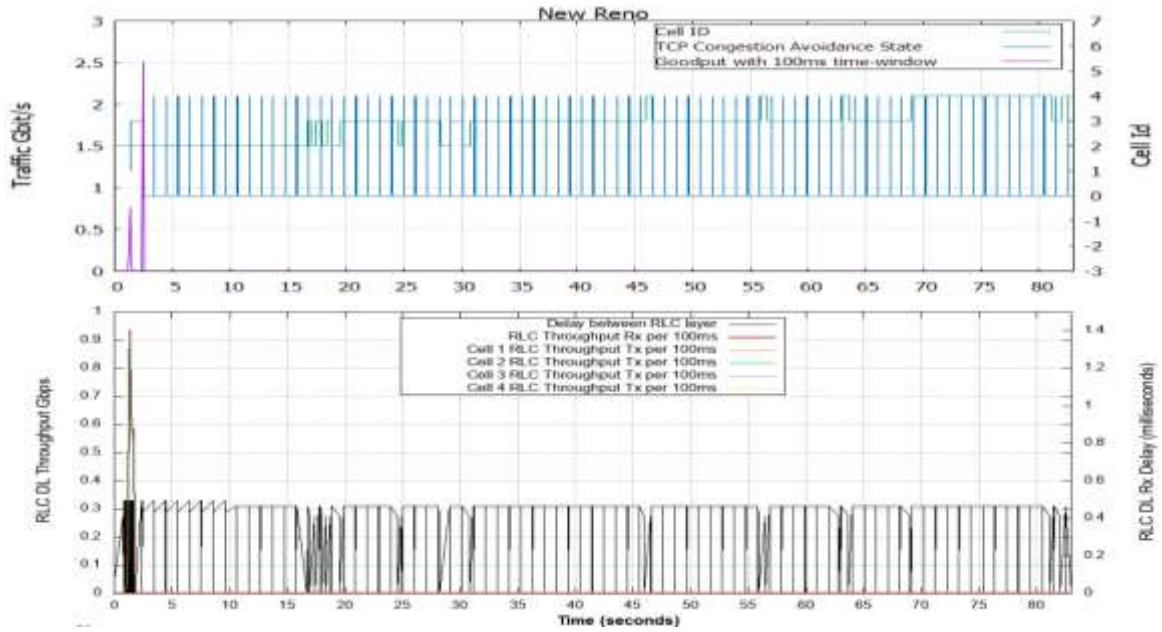 New Reno
Cell ID
TCP Congestion Avoidance State
Goodput with 100ms time-window
Traffic Gbit/s
3
2.5
2
1.5
1
0.5
0
7
6
5
4
3
2
1
0
-1
-2
-3
Cell Id
0 5 10 15 20 25 30 35 40 45 50 55 60 65 70 75 80
Delay between RLC layer
RLC Throughput Rx per 100ms
Cell 1 RLC Throughput Tx per 100ms
Cell 2 RLC Throughput Tx per 100ms
Cell 3 RLC Throughput Tx per 100ms
Cell 4 RLC Throughput Tx per 100ms
RLC DL Throughput Gbps
1
0.9
0.8
0.7
0.6
0.5
0.4
0.3
0.2
0.1
0
1.4
1.2
1
0.8
0.6
0.4
0.2
0
RLC DL Rx Delay (milliseconds)
0 5 10 15 20 25 30 35 40 45 50 55 60 65 70 75 80
Time (seconds)